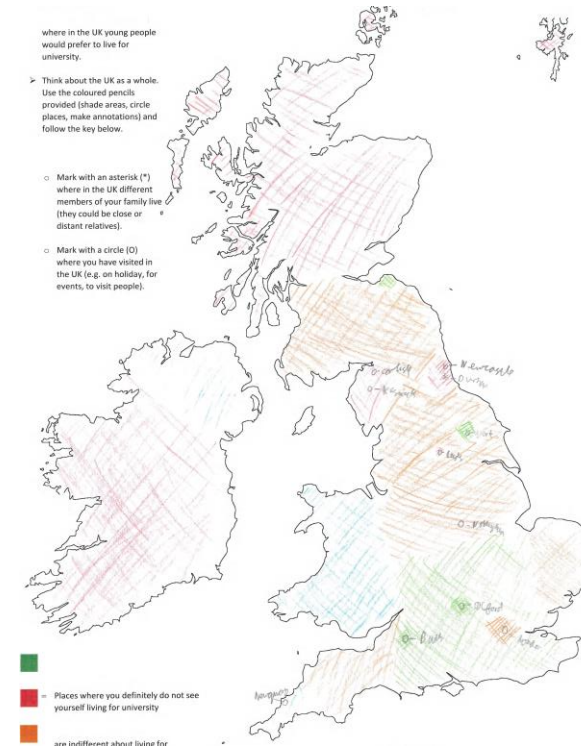 where in the UK young people
would prefer to live for
university.
➢ Think about the UK as a whole.
Use the coloured pencils
provided (shade areas, circle
places, make annotations) and
follow the key below.
○ Mark with an asterisk (*)
where in the UK different
members of your family live
(they could be close or
distant relatives).
○ Mark with a circle (O)
where you have visited in
the UK (e.g. on holiday, for
events, to visit people).
Newcastle
Oxford
= Places where you definitely do not see
yourself living for university
are indifferent about living for